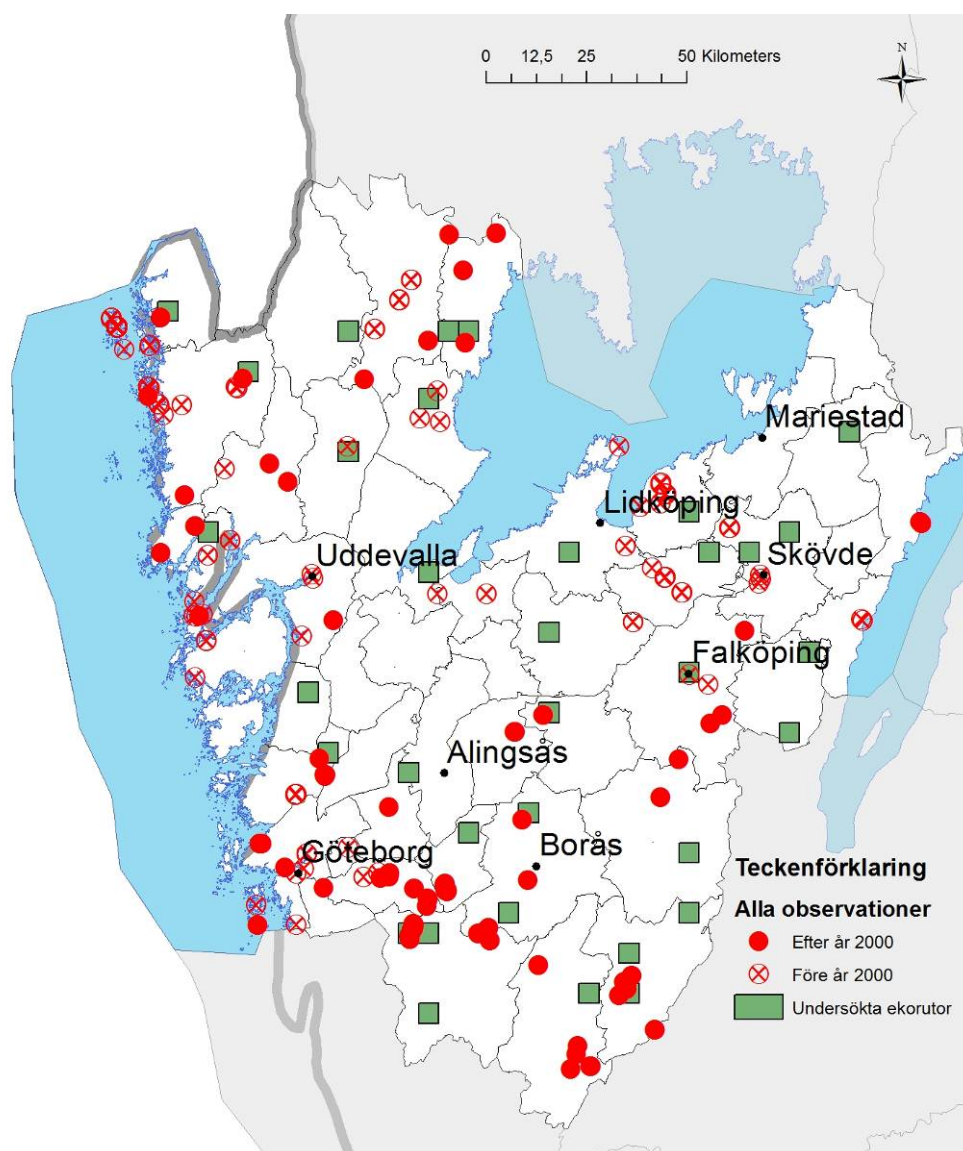 0 12,5 25 50 Kilometers
N
Mariestad
Lidköping
Uddevalla
Skövde
Falköping
Alingsås
Göteborg
Borås
Teckenförklaring
Alla observationer
Efter år 2000
Före år 2000
Undersökta ekorutor